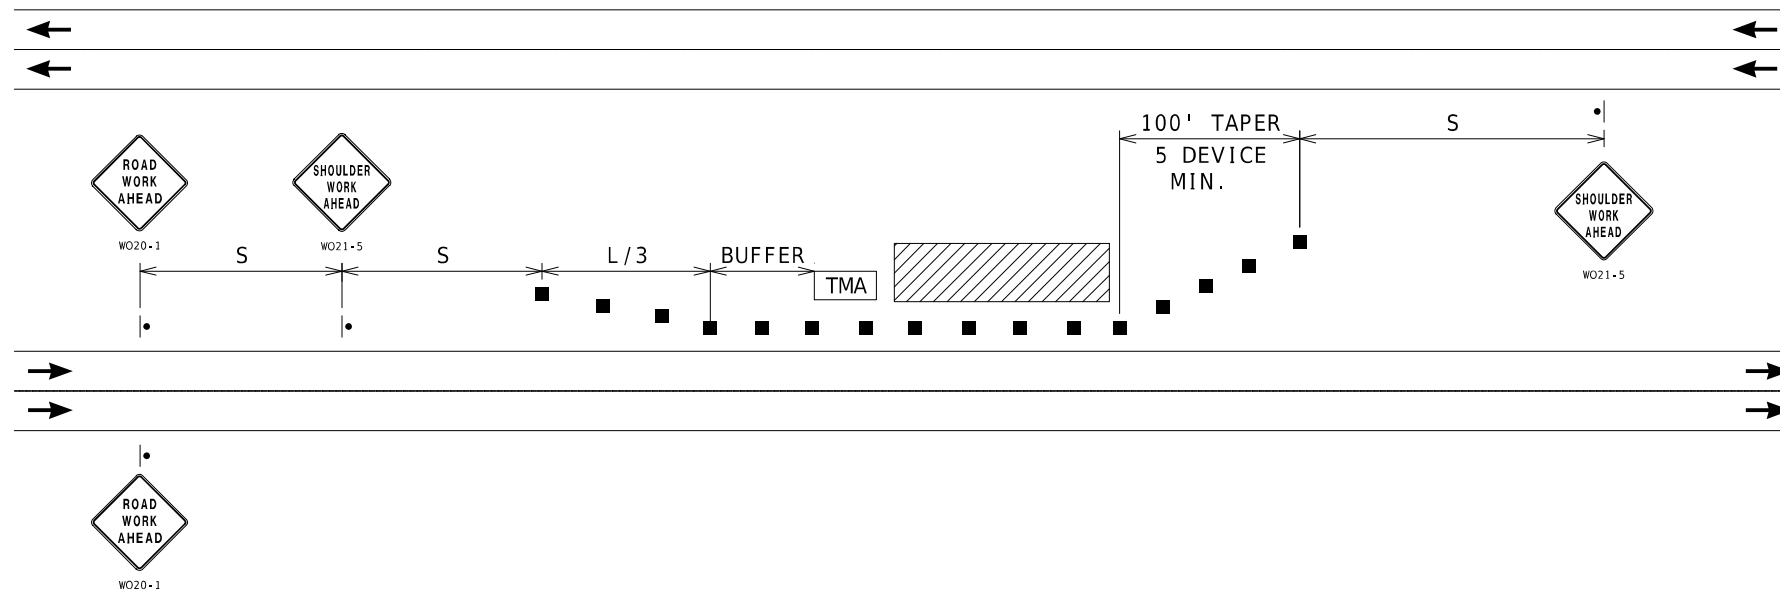 100' TAPER
S
5 DEVICE
MIN.
ROAD
WORK
AHEAD
WO20-1
SHOULDER
WORK
AHEAD
WO21-5
SHOULDER
WORK
AHEAD
WO21-5
S
S
L/3
BUFFER
TMA
ROAD
WORK
AHEAD
WO20-1